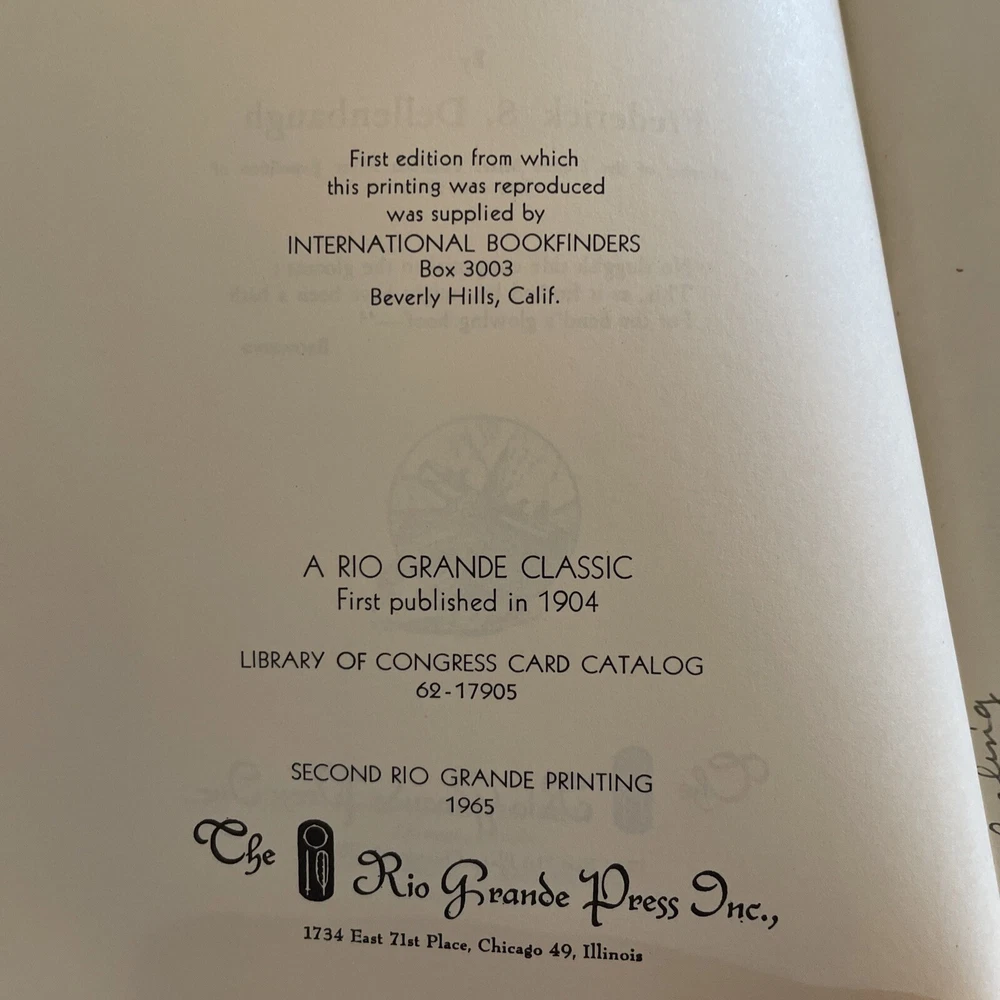 First edition from which
this printing was reproduced
was supplied by
INTERNATIONAL BOOKFINDERS
Box 3003
Beverly Hills, Calif.
A RIO GRANDE CLASSIC
First published in 1904
LIBRARY OF CONGRESS CARD CATALOG
62-17905
SECOND RIO GRANDE PRINTING
1965
The Rio Grande Press Inc.,
1734 East 71st Place, Chicago 49, Illinois